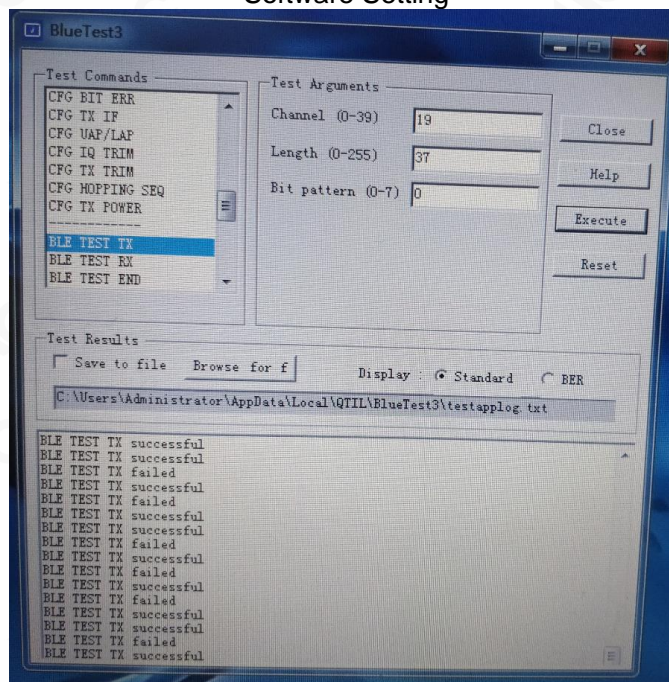 Software Setting
BlueTest3
Test Commands
CFG BIT ERR
CFG TX IF
CFG UAP/LAP
CFG IQ TRIM
CFG TX TRIM
CFG HOPPING SEQ
CFG TX POWER
------------
BLE TEST TX
BLE TEST RX
BLE TEST END
Test Arguments
Channel (0-39) 19
Length (0-255) 37
Bit pattern (0-7) 0
Close
Help
Execute
Reset
Test Results
Save to file Browse for f Display : Standard BER
C:\Users\Administrator\AppData\Local\QTIL\BlueTest3\testapplog.txt
BLE TEST TX successful
BLE TEST TX successful
BLE TEST TX failed
BLE TEST TX successful
BLE TEST TX failed
BLE TEST TX successful
BLE TEST TX successful
BLE TEST TX failed
BLE TEST TX successful
BLE TEST TX failed
BLE TEST TX successful
BLE TEST TX failed
BLE TEST TX successful
BLE TEST TX successful
BLE TEST TX failed
BLE TEST TX successful